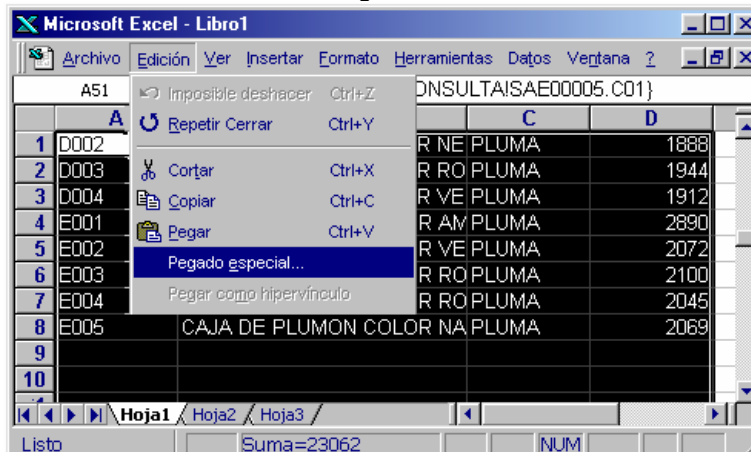 Microsoft Excel - Libro1
Archivo Edición Ver Insertar Formato Herramientas Datos Ventana ?
A51 CONSULTA!SAE00005.C01}
Imposible deshacer Ctrl+Z
Repetir Cerrar Ctrl+Y
Cortar Ctrl+X
Copiar Ctrl+C
Pegar Ctrl+V
Pegado especial...
Pegar como hipervínculo
A C D
1 D002 R NE PLUMA 1888
2 D003 R RO PLUMA 1944
3 D004 R VE PLUMA 1912
4 E001 R AM PLUMA 2890
5 E002 R VE PLUMA 2072
6 E003 R RO PLUMA 2100
7 E004 R RO PLUMA 2045
8 E005 CAJA DE PLUMON COLOR NA PLUMA 2069
9
10
Hoja1 Hoja2 Hoja3
Listo Suma=23062 NUM